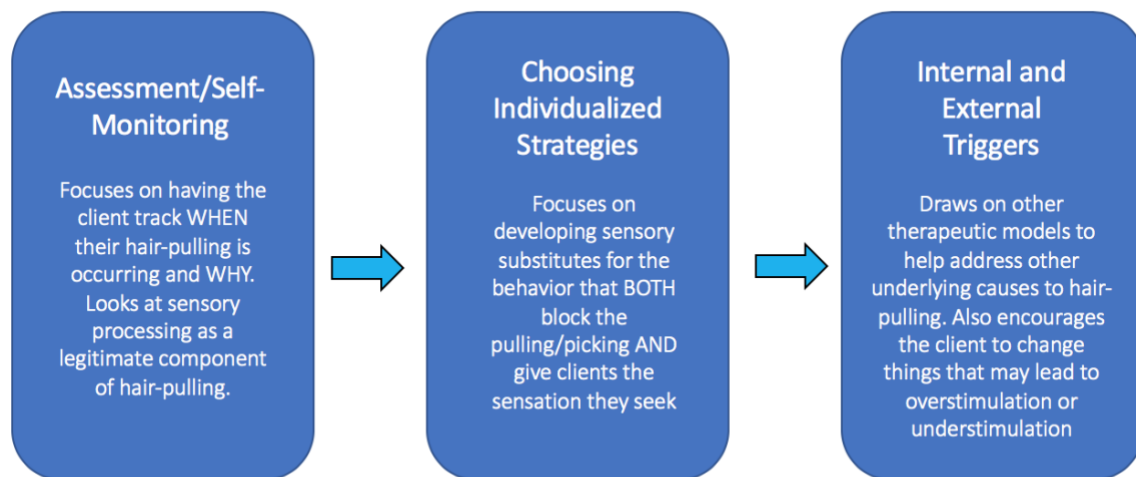 Assessment/Self-
Monitoring
Focuses on having the
client track WHEN
their hair-pulling is
occurring and WHY.
Looks at sensory
processing as a
legitimate component
of hair-pulling.
Choosing
Individualized
Strategies
Focuses on
developing sensory
substitutes for the
behavior that BOTH
block the
pulling/picking AND
give clients the
sensation they seek
Internal and
External
Triggers
Draws on other
therapeutic models to
help address other
underlying causes to hair-
pulling. Also encourages
the client to change
things that may lead to
overstimulation or
understimulation